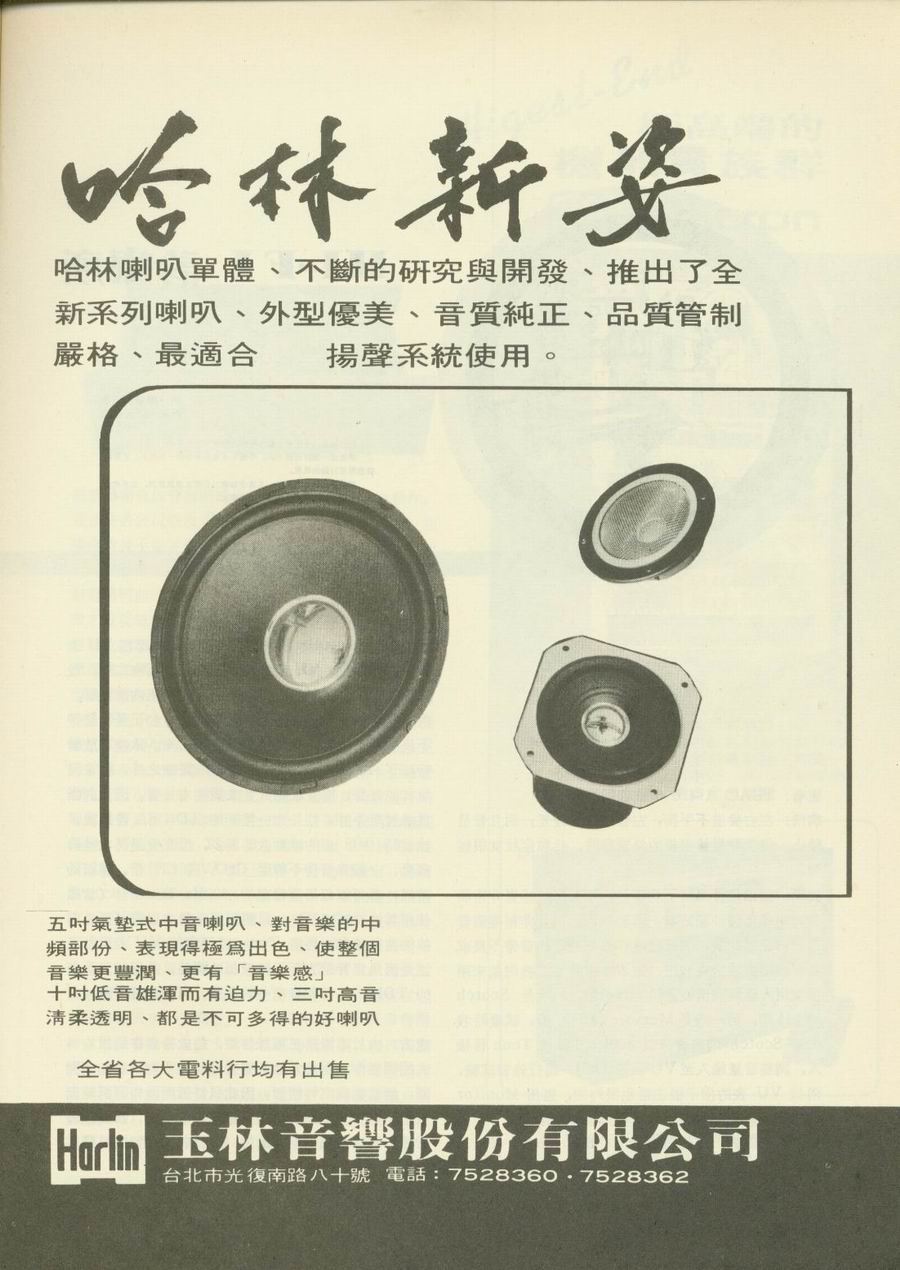 哈林新姿
哈林喇叭單體、不斷的研究與開發、推出了全
新系列喇叭、外型優美、音質純正、品質管制
嚴格、最適合　　揚聲系統使用。
五吋氣墊式中音喇叭、對音樂的中
頻部份、表現得極爲出色、使整個
音樂更豐潤、更有「音樂感」
十吋低音雄渾而有迫力、三吋高音
清柔透明、都是不可多得的好喇叭
全省各大電料行均有出售
Harlin 玉林音響股份有限公司
台北市光復南路八十號 電話：7528360・7528362